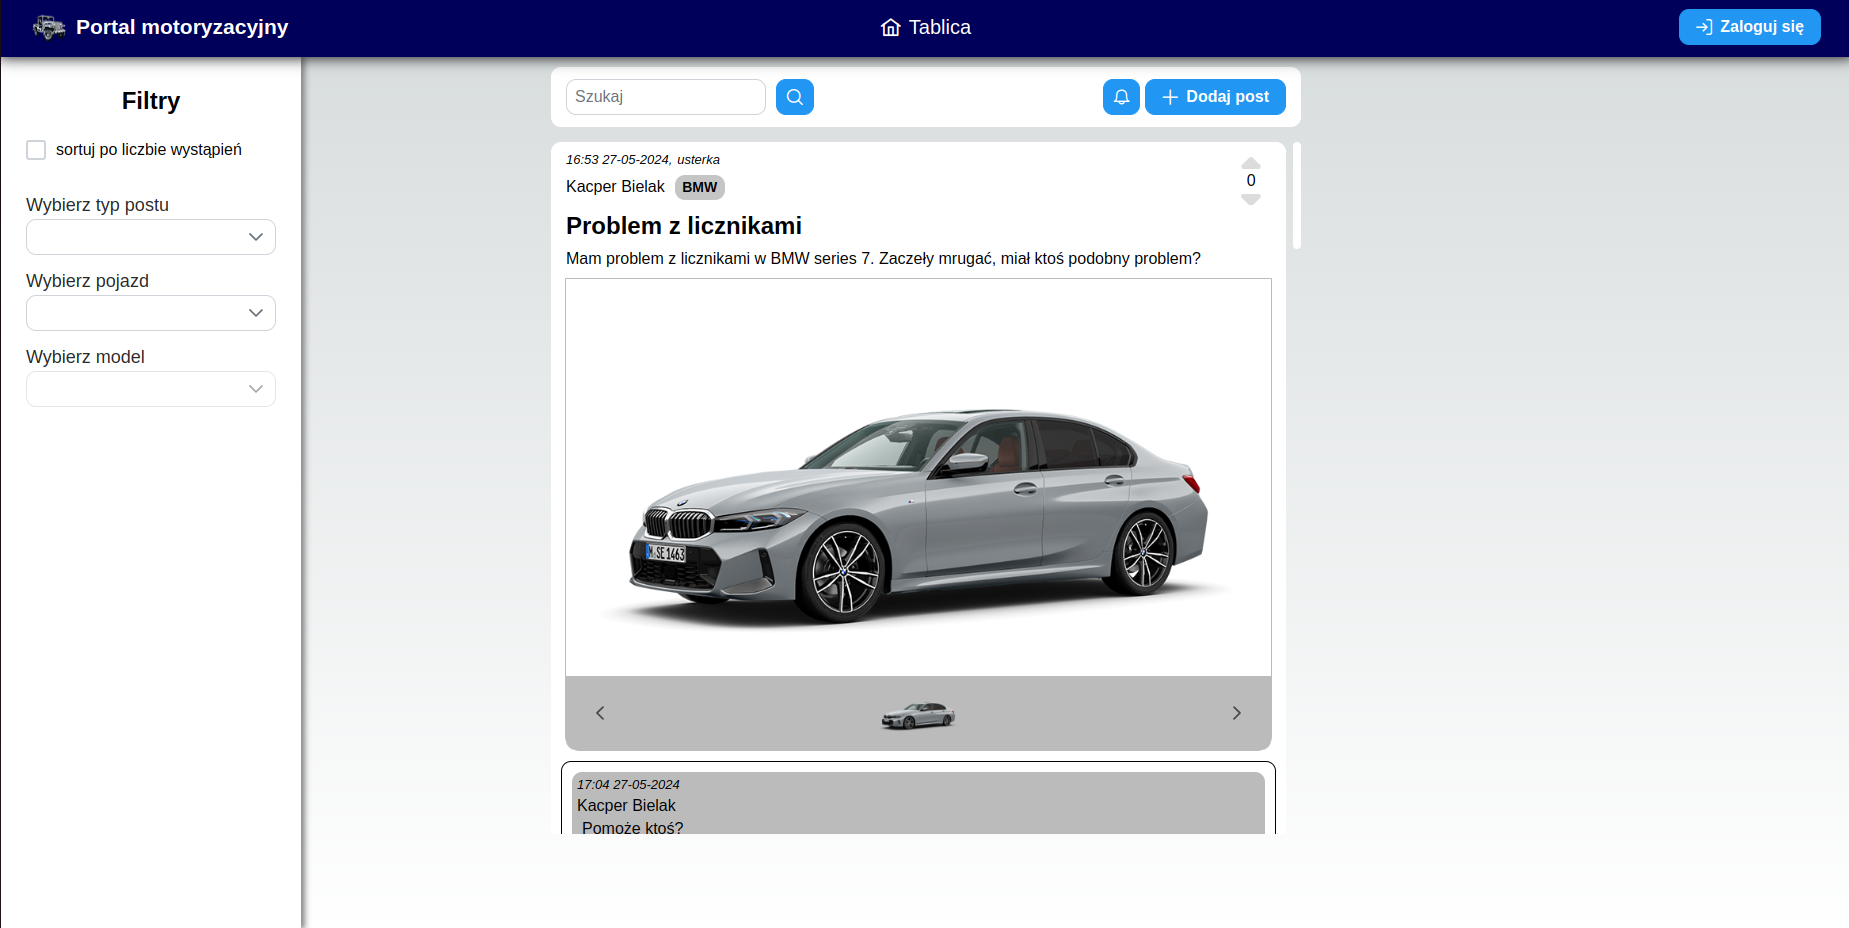 Portal motoryzacyjny
Tablica
Zaloguj się
Filtry
sortuj po liczbie wystąpień
Wybierz typ postu
Wybierz pojazd
Wybierz model
Szukaj
Dodaj post
16:53 27-05-2024, usterka
Kacper Bielak BMW
0
Problem z licznikami
Mam problem z licznikami w BMW series 7. Zaczeły mrugać, miał ktoś podobny problem?
M SE 1463
17:04 27-05-2024
Kacper Bielak
Pomoże ktoś?